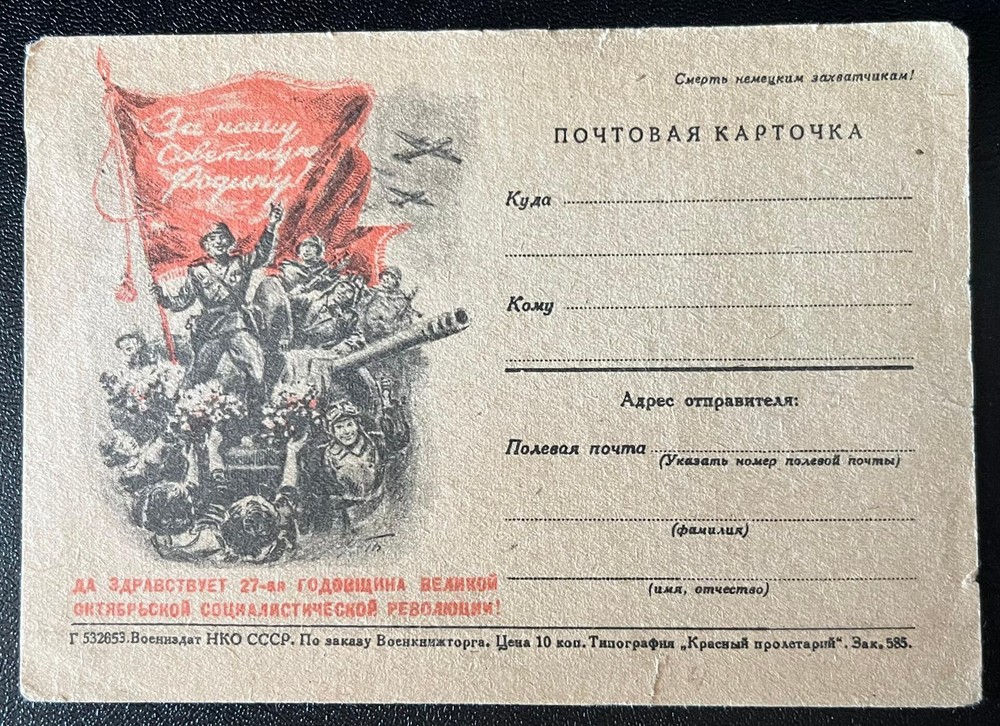 За нашу
Советскую
Родину!
Смерть немецким захватчикам!
ПОЧТОВАЯ КАРТОЧКА
Куда
Кому
Адрес отправителя:
Полевая почта
(Указать номер полевой почты)
(фамилия)
(имя, отчество)
ДА ЗДРАВСТВУЕТ 27-ая ГОДОВЩИНА ВЕЛИКОЙ
ОКТЯБРЬСКОЙ СОЦИАЛИСТИЧЕСКОЙ РЕВОЛЮЦИИ!
Г 532653. Воениздат НКО СССР. По заказу Военкнижторга. Цена 10 коп. Типография „Красный пролетарий“. Зак. 585.